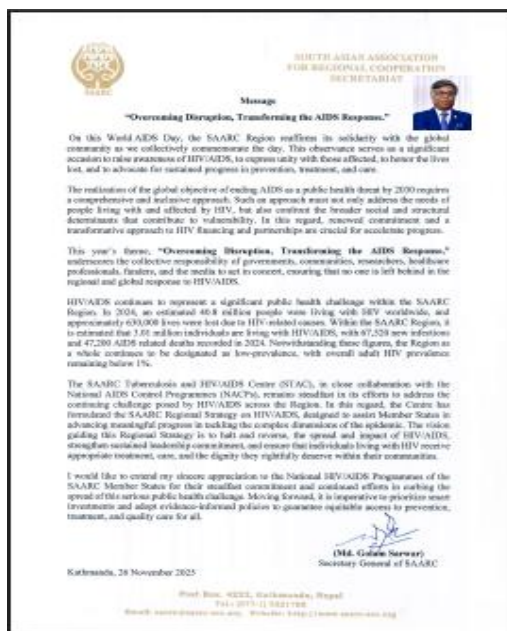 SAARC
SOUTH ASIAN ASSOCIATION
FOR REGIONAL COOPERATION
SECRETARIAT
Message
“Overcoming Disruption, Transforming the AIDS Response.”
On this World AIDS Day, the SAARC Region reaffirms its solidarity with the global
community as we collectively commemorate the day. This observance serves as a significant
occasion to raise awareness of HIV/AIDS, to express unity with those affected, to honor the lives
lost, and to advocate for sustained progress in prevention, treatment, and care.
The realization of the global objective of ending AIDS as a public health threat by 2030 requires
a comprehensive and inclusive approach. Such an approach must not only address the needs of
people living with and affected by HIV, but also confront the broader social and structural
determinants that contribute to vulnerability. In this regard, renewed commitment and a
transformative approach to HIV financing and partnerships are crucial for accelerate progress.
This year's theme, “Overcoming Disruption, Transforming the AIDS Response,”
underscores the collective responsibility of governments, communities, researchers, healthcare
professionals, funders, and the media to act in concert, ensuring that no one is left behind in the
regional and global response to HIV/AIDS.
HIV/AIDS continues to represent a significant public health challenge within the SAARC
Region. In 2024, an estimated 40.8 million people were living with HIV worldwide, and
approximately 630,000 lives were lost due to HIV-related causes. Within the SAARC Region, it
is estimated that 3.01 million individuals are living with HIV/AIDS, with 67,520 new infections
and 47,200 AIDS related deaths recorded in 2024. Notwithstanding these figures, the Region as
a whole continues to be designated as low-prevalence, with overall adult HIV prevalence
remaining below 1%.
The SAARC Tuberculosis and HIV/AIDS Centre (STAC), in close collaboration with the
National AIDS Control Programmes (NACPs), remains steadfast in its efforts to address the
continuing challenge posed by HIV/AIDS across the Region. In this regard, the Centre has
formulated the SAARC Regional Strategy on HIV/AIDS, designed to assist Member States in
advancing meaningful progress in tackling the complex dimensions of the epidemic. The vision
guiding this Regional Strategy is to halt and reverse, the spread and impact of HIV/AIDS,
strengthen sustained leadership commitment, and ensure that individuals living with HIV receive
appropriate treatment, care, and the dignity they rightfully deserve within their communities.
I would like to extend my sincere appreciation to the National HIV/AIDS Programmes of the
SAARC Member States for their steadfast commitment and continued efforts in curbing the
spread of this serious public health challenge. Moving forward, it is imperative to prioritize smart
investments and adopt evidence-informed policies to guarantee equitable access to prevention,
treatment, and quality care for all.
(Md. Golam Sarwar)
Secretary General of SAARC
Kathmandu, 26 November 2025
Post Box. 4222, Kathmandu, Nepal